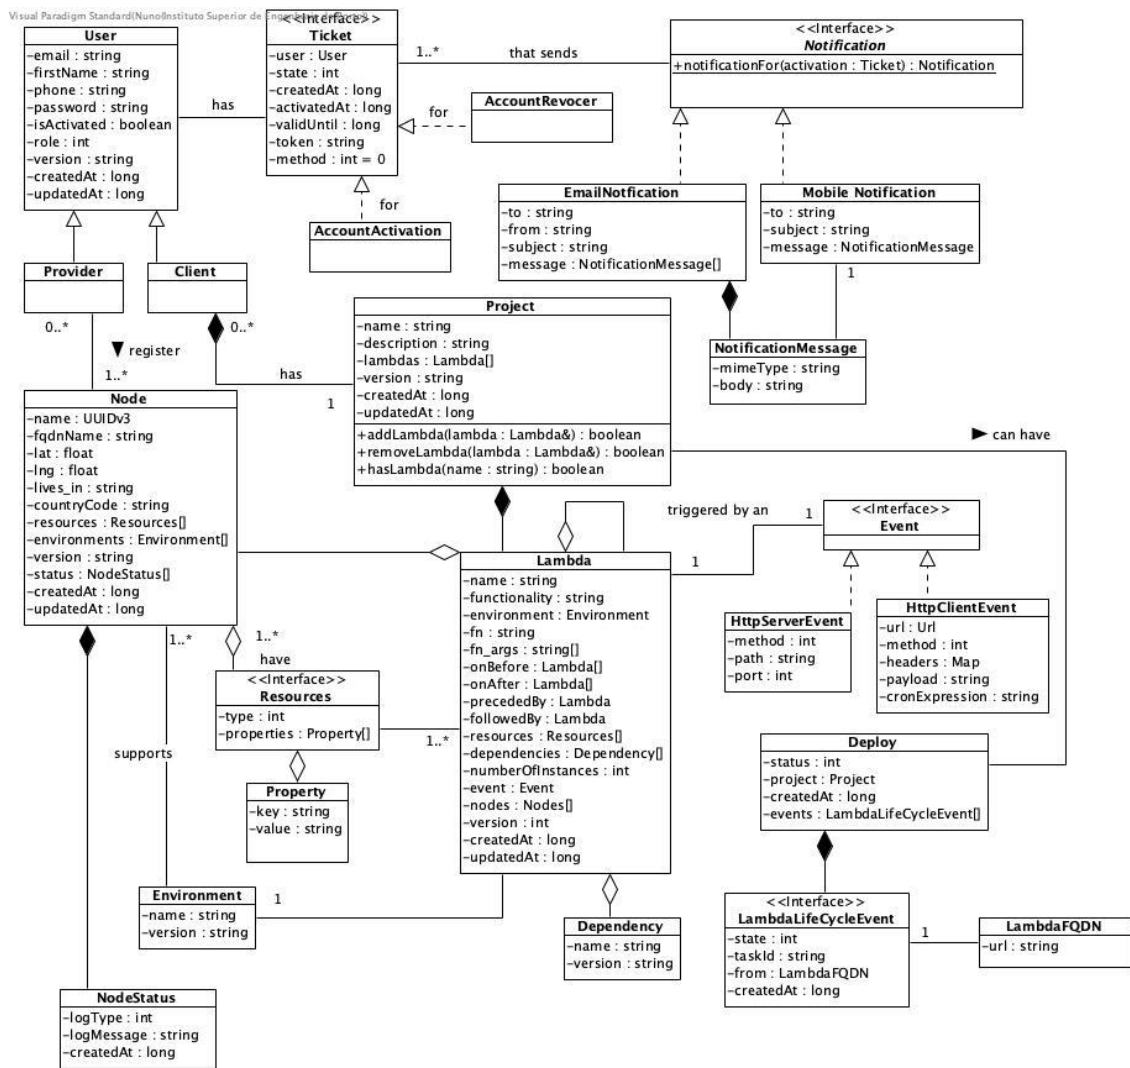 Visual Paradigm Standard(Nuno(Instituto Superior de Engenharia do Porto))
User
-email : string
-firstName : string
-phone : string
-password : string
-isActivated : boolean
-role : int
-version : string
-createdAt : long
-updatedAt : long
has
<<Interface>>
Ticket
-user : User
-state : int
-createdAt : long
-activatedAt : long
-validUntil : long
-token : string
-method : int = 0
1..*
that sends
<<Interface>>
Notification
+notificationFor(activation : Ticket) : Notification
for
AccountRevocer
for
AccountActivation
EmailNotfication
-to : string
-from : string
-subject : string
-message : NotificationMessage[]
Mobile Notification
-to : string
-subject : string
-message : NotificationMessage
1
NotificationMessage
-mimeType : string
-body : string
Provider
Client
0..*
0..*
register
1..*
has
1
Project
-name : string
-description : string
-lambdas : Lambda[]
-version : string
-createdAt : long
-updatedAt : long
+addLambda(lambda : Lambda&) : boolean
+removeLambda(lambda : Lambda&) : boolean
+hasLambda(name : string) : boolean
can have
Node
-name : UUIDv3
-fqdnName : string
-lat : float
-lng : float
-lives_in : string
-countryCode : string
-resources : Resources[]
-environments : Environment[]
-version : string
-status : NodeStatus[]
-createdAt : long
-updatedAt : long
triggered by an
1
1
<<Interface>>
Event
Lambda
-name : string
-functionality : string
-environment : Environment
-fn : string
-fn_args : string[]
-onBefore : Lambda[]
-onAfter : Lambda[]
-precededBy : Lambda
-followedBy : Lambda
-resources : Resources[]
-dependencies : Dependency[]
-numberOfInstances : int
-event : Event
-nodes : Nodes[]
-version : int
-createdAt : long
-updatedAt : long
HttpServerEvent
-method : int
-path : string
-port : int
HttpClientEvent
-url : Url
-method : int
-headers : Map
-payload : string
-cronExpression : string
1..*
1..*
have
<<Interface>>
Resources
-type : int
-properties : Property[]
1..*
supports
Property
-key : string
-value : string
Deploy
-status : int
-project : Project
-createdAt : long
-events : LambdaLifeCycleEvent[]
Environment
-name : string
-version : string
1
Dependency
-name : string
-version : string
<<Interface>>
LambdaLifeCycleEvent
-state : int
-taskId : string
-from : LambdaFQDN
-createdAt : long
1
LambdaFQDN
-url : string
NodeStatus
-logType : int
-logMessage : string
-createdAt : long